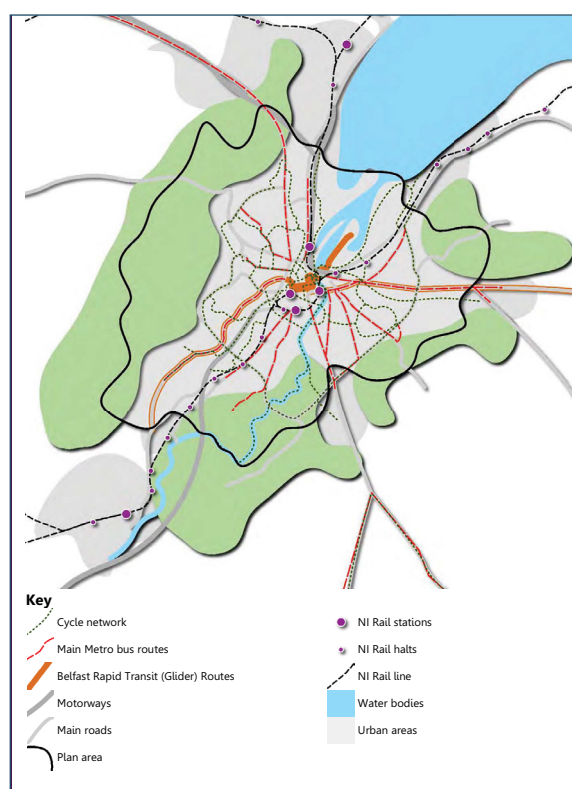 Key
Cycle network
Main Metro bus routes
Belfast Rapid Transit (Glider) Routes
Motorways
Main roads
Plan area
NI Rail stations
NI Rail halts
NI Rail line
Water bodies
Urban areas